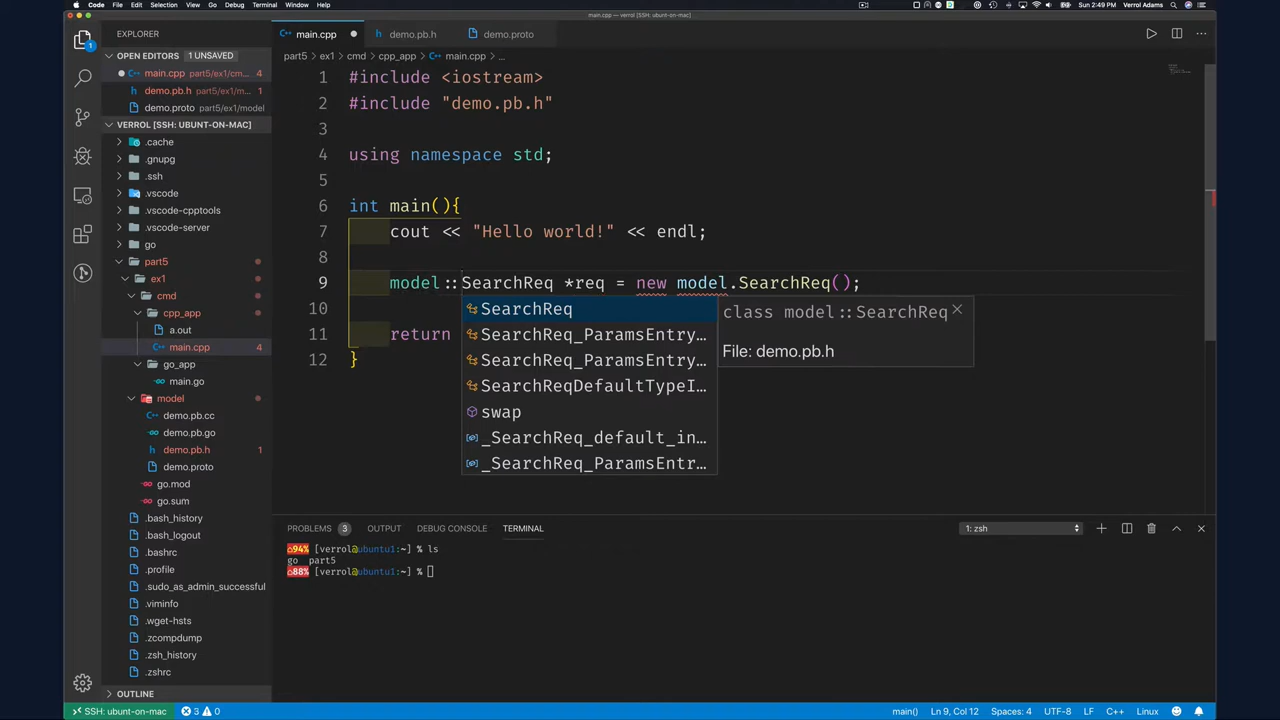 Code File Edit Selection View Go Debug Terminal Window Help
Sun 2:49 PM Verrol Adams
main.cpp — verrol [SSH: ubunt-on-mac]
EXPLORER
main.cpp
demo.pb.h
demo.proto
OPEN EDITORS 1 UNSAVED
part5 > ex1 > cmd > cpp_app > main.cpp > ...
main.cpp part5/ex1/cm... 4
demo.pb.h part5/ex1/... 1
demo.proto part5/ex1/model
VERROL [SSH: UBUNT-ON-MAC]
.cache
.gnupg
.ssh
.vscode
.vscode-cpptools
.vscode-server
go
part5
ex1
cmd
cpp_app
a.out
main.cpp 4
go_app
main.go
model
demo.pb.cc
demo.pb.go
demo.pb.h 1
demo.proto
go.mod
go.sum
.bash_history
.bash_logout
.bashrc
.profile
.sudo_as_admin_successful
.viminfo
.wget-hsts
.zcompdump
.zsh_history
.zshrc
OUTLINE
1 #include <iostream>
2 #include "demo.pb.h"
3
4 using namespace std;
5
6 int main(){
7 cout << "Hello world!" << endl;
8
9 model::SearchReq *req = new model.SearchReq();
10
11 return
12 }
SearchReq
SearchReq_ParamsEntry...
SearchReq_ParamsEntry...
SearchReqDefaultTypeI...
swap
_SearchReq_default_in...
_SearchReq_ParamsEntr...
class model::SearchReq
File: demo.pb.h
PROBLEMS 3 OUTPUT DEBUG CONSOLE TERMINAL
1: zsh
94% [verrol@ubuntu1:~] % ls
go part5
88% [verrol@ubuntu1:~] %
SSH: ubunt-on-mac 3 0
main() Ln 9, Col 12 Spaces: 4 UTF-8 LF C++ Linux